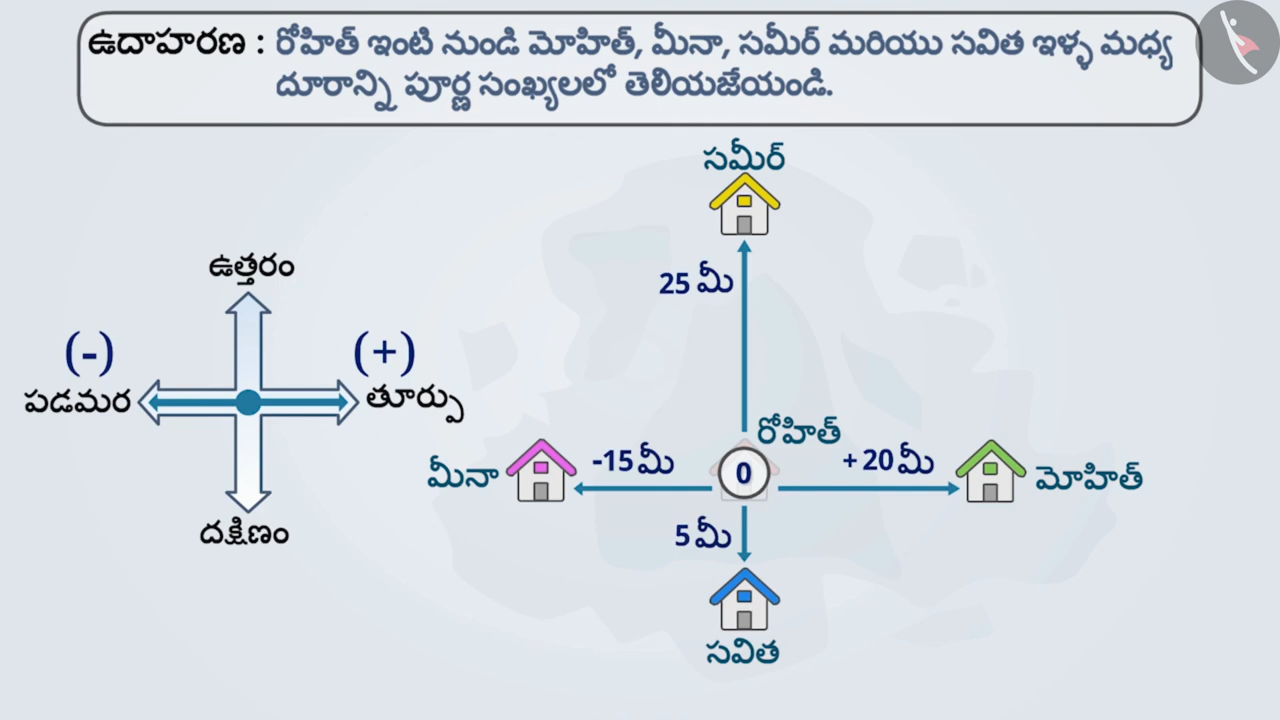 ఉదాహరణ : రోహిత్ ఇంటి నుండి మోహిత్, మీనా, సమీర్ మరియు సవిత ఇళ్ళ మధ్య
దూరాన్ని పూర్ణ సంఖ్యలలో తెలియజేయండి.
సమీర్
ఉత్తరం
25 మీ
(-)
(+)
పడమర
తూర్పు
రోహిత్
మీనా
-15 మీ
0
+ 20 మీ
మోహిత్
దక్షిణం
5 మీ
సవిత